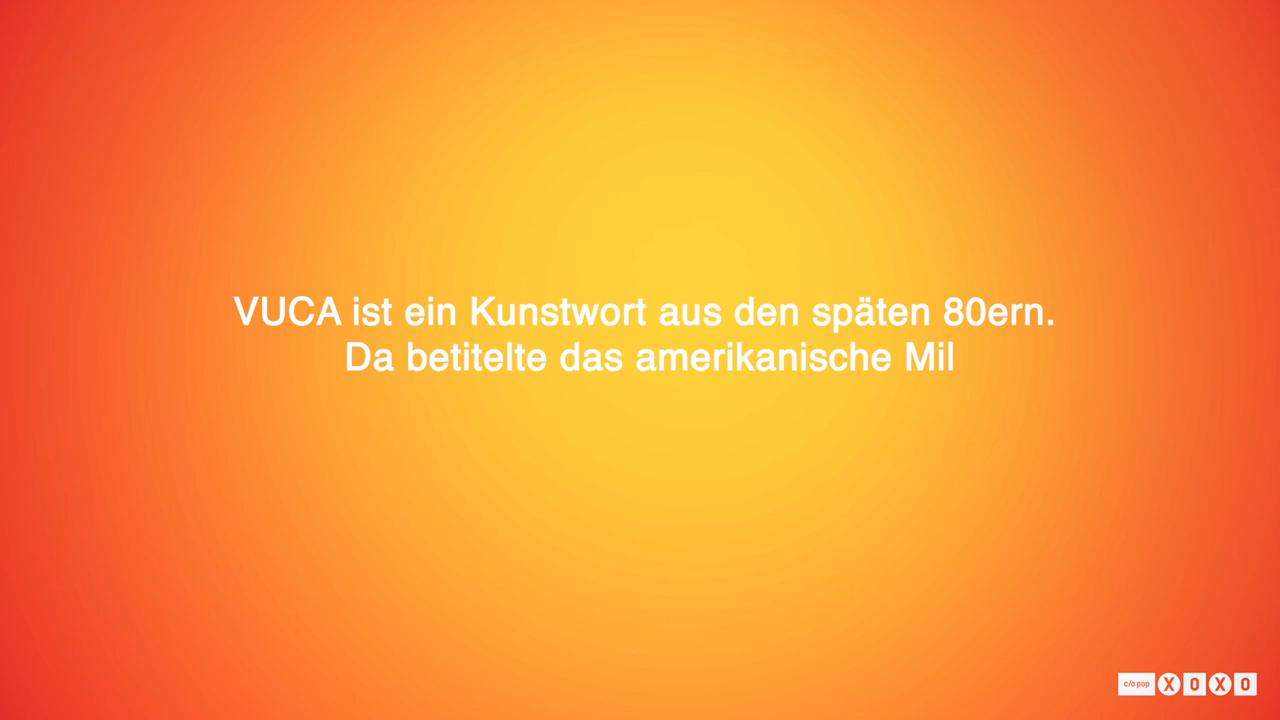 VUCA ist ein Kunstwort aus den späten 80ern.
Da betitelte das amerikanische Mil
c/o pop XOXO